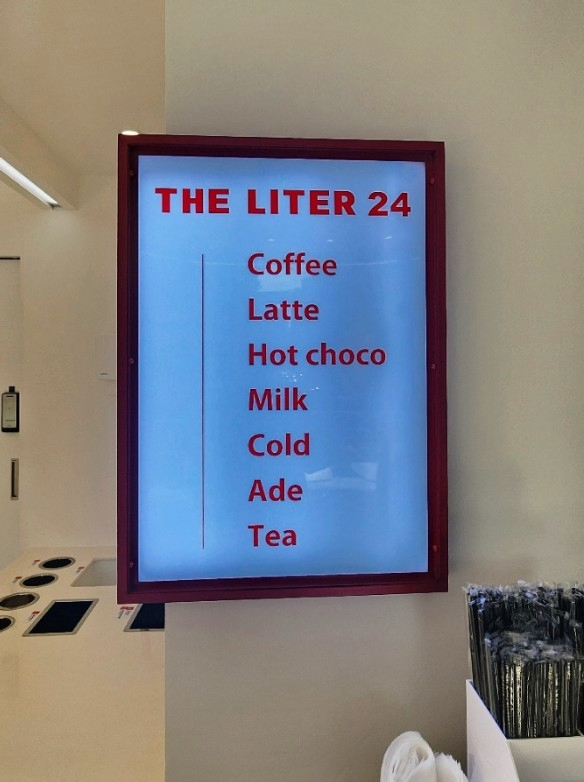 THE LITER 24
Coffee
Latte
Hot choco
Milk
Cold
Ade
Tea